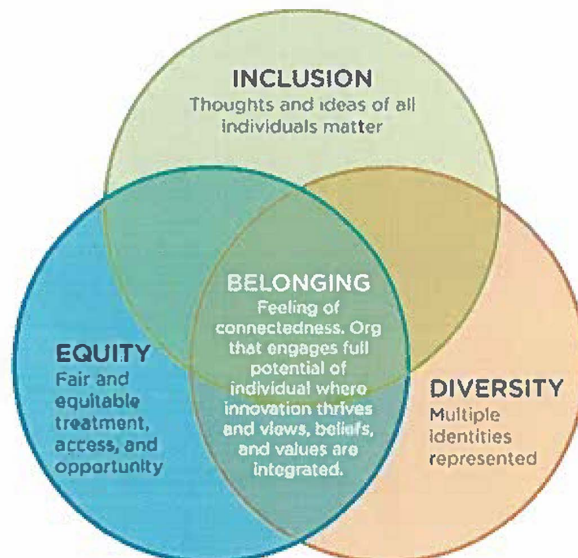 INCLUSION
Thoughts and ideas of all
individuals matter
BELONGING
Feeling of
connectedness. Org
that engages full
potential of
individual where
innovation thrives
and views, beliefs,
and values are
integrated.
EQUITY
Fair and
equitable
treatment,
access, and
opportunity
DIVERSITY
Multiple
identities
represented